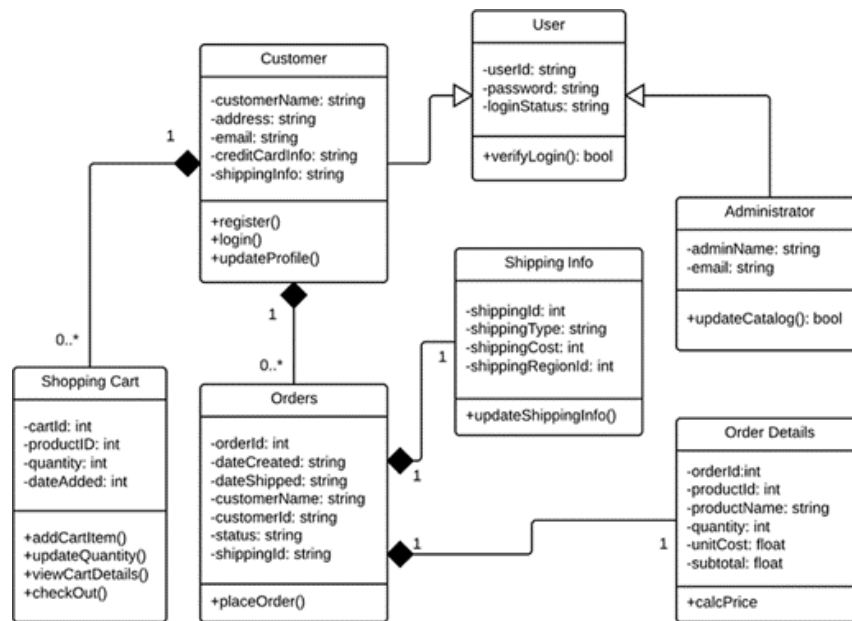 User
-userId: string
-password: string
-loginStatus: string
+verifyLogin(): bool
Customer
-customerName: string
-address: string
-email: string
-creditCardInfo: string
-shippingInfo: string
+register()
+login()
+updateProfile()
1
1
0..*
0..*
Administrator
-adminName: string
-email: string
+updateCatalog(): bool
Shipping Info
-shippingId: int
-shippingType: string
-shippingCost: int
-shippingRegionId: int
+updateShippingInfo()
1
1
Shopping Cart
-cartId: int
-productID: int
-quantity: int
-dateAdded: int
+addCartItem()
+updateQuantity()
+viewCartDetails()
+checkOut()
Orders
-orderId: int
-dateCreated: string
-dateShipped: string
-customerName: string
-customerId: string
-status: string
-shippingId: string
+placeOrder()
1
1
Order Details
-orderId:int
-productId: int
-productName: string
-quantity: int
-unitCost: float
-subtotal: float
+calcPrice